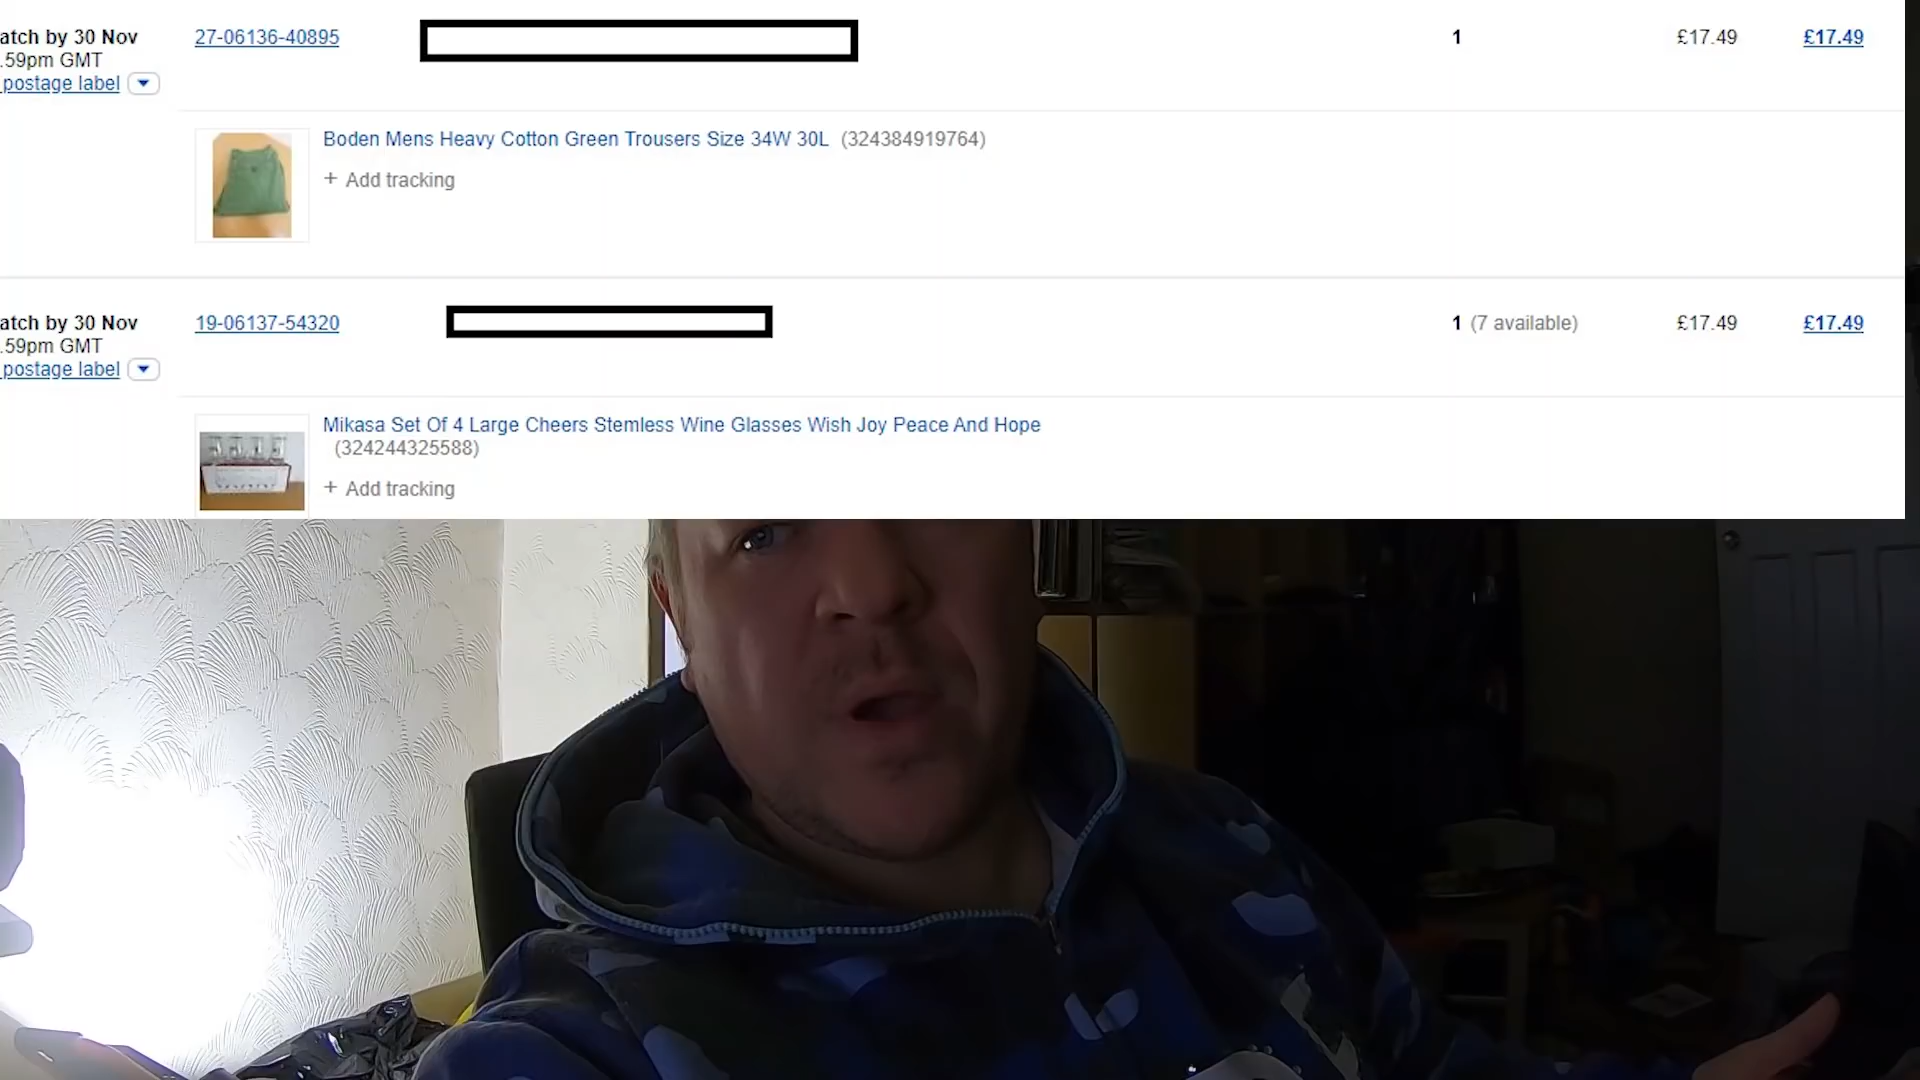 atch by 30 Nov 27-06136-40895 1 £17.49 £17.49
.59pm GMT
postage label
Boden Mens Heavy Cotton Green Trousers Size 34W 30L (324384919764)
+ Add tracking
atch by 30 Nov 19-06137-54320 1 (7 available) £17.49 £17.49
.59pm GMT
postage label
Mikasa Set Of 4 Large Cheers Stemless Wine Glasses Wish Joy Peace And Hope
(324244325588)
+ Add tracking